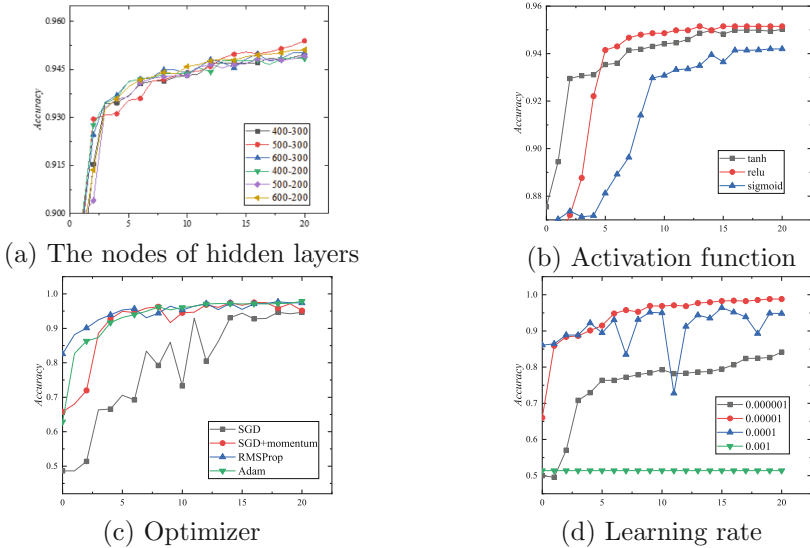 0.960
0.945
0.930
0.915
0.900
Accuracy
400-300
500-300
600-300
400-200
500-200
600-200
0 5 10 15 20
(a) The nodes of hidden layers
0.96
0.94
0.92
0.90
0.88
Accuracy
tanh
relu
sigmoid
0 5 10 15 20
(b) Activation function
1.0
0.9
0.8
0.7
0.6
0.5
Accuracy
SGD
SGD+momentum
RMSProp
Adam
0 5 10 15 20
(c) Optimizer
1.0
0.9
0.8
0.7
0.6
0.5
Accuracy
0.000001
0.00001
0.0001
0.001
0 5 10 15 20
(d) Learning rate